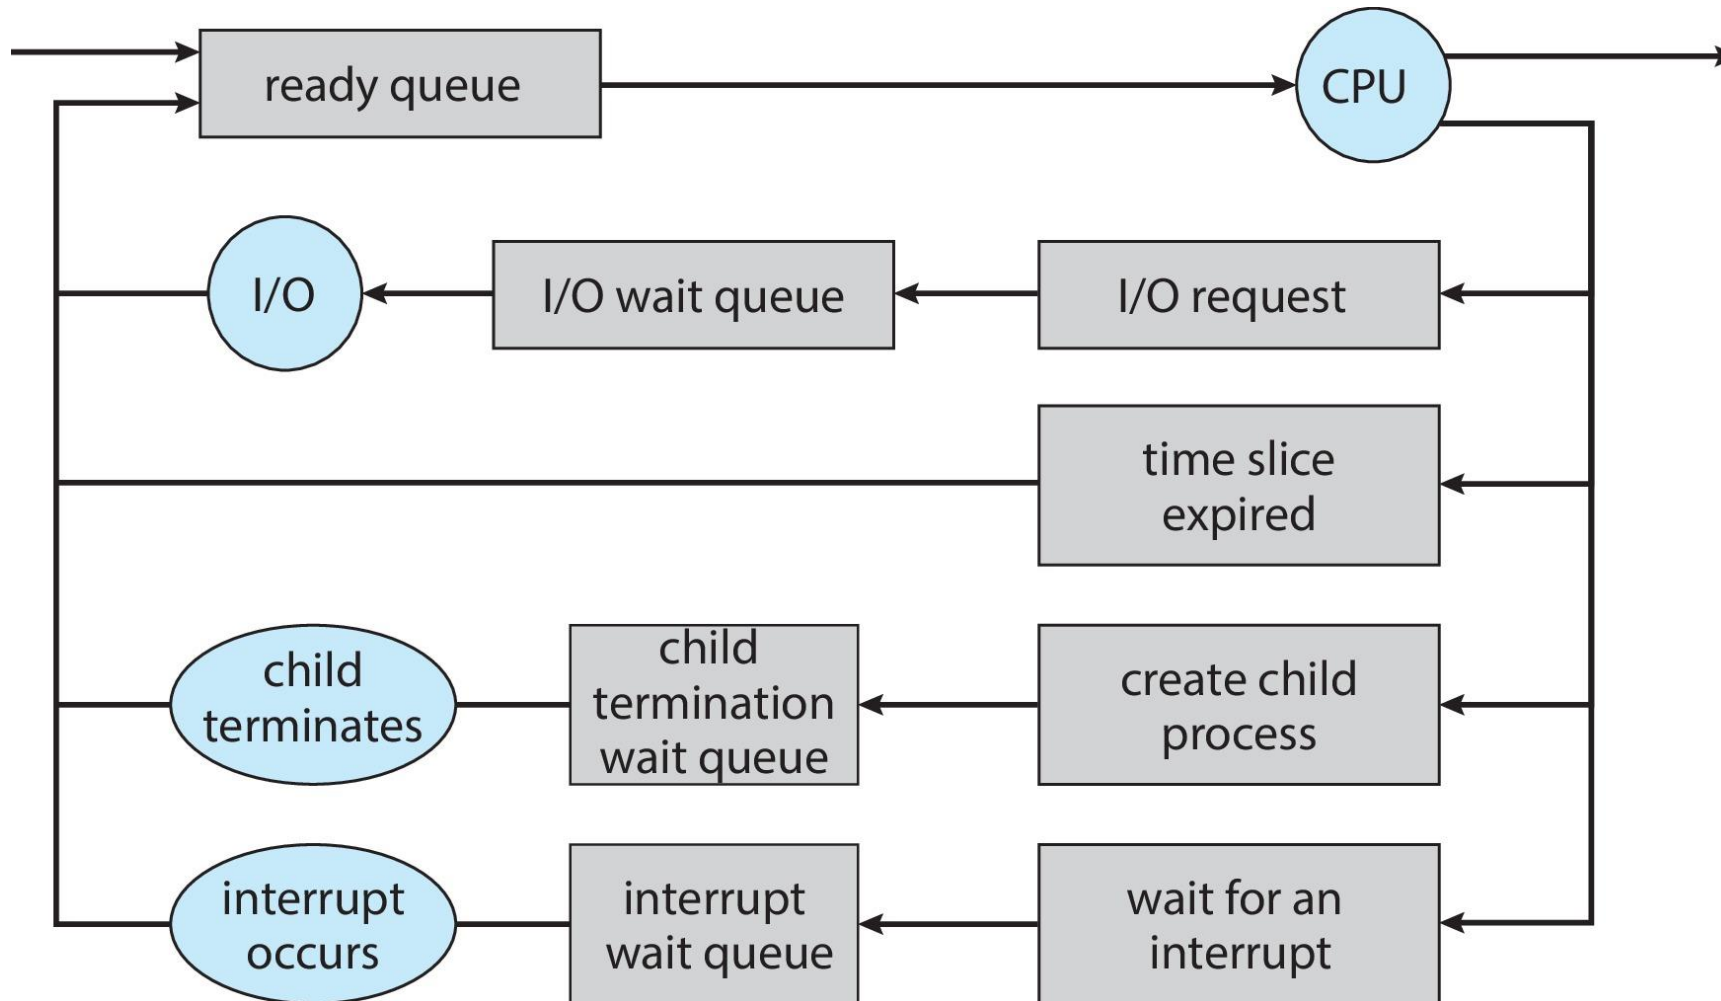 ready queue
CPU
I/O
I/O wait queue
I/O request
time slice
expired
child
terminates
child
termination
wait queue
create child
process
interrupt
occurs
interrupt
wait queue
wait for an
interrupt